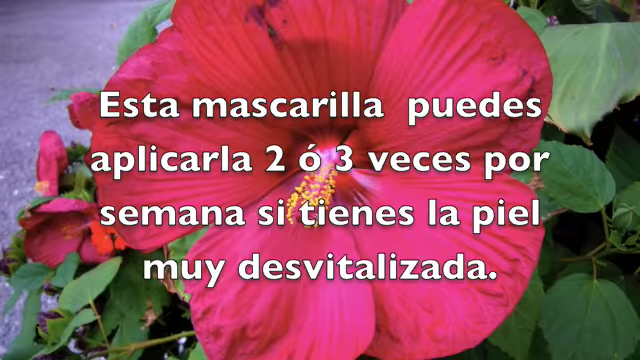 Esta mascarilla  puedes
aplicarla 2 ó 3 veces por
semana si tienes la piel
muy desvitalizada.